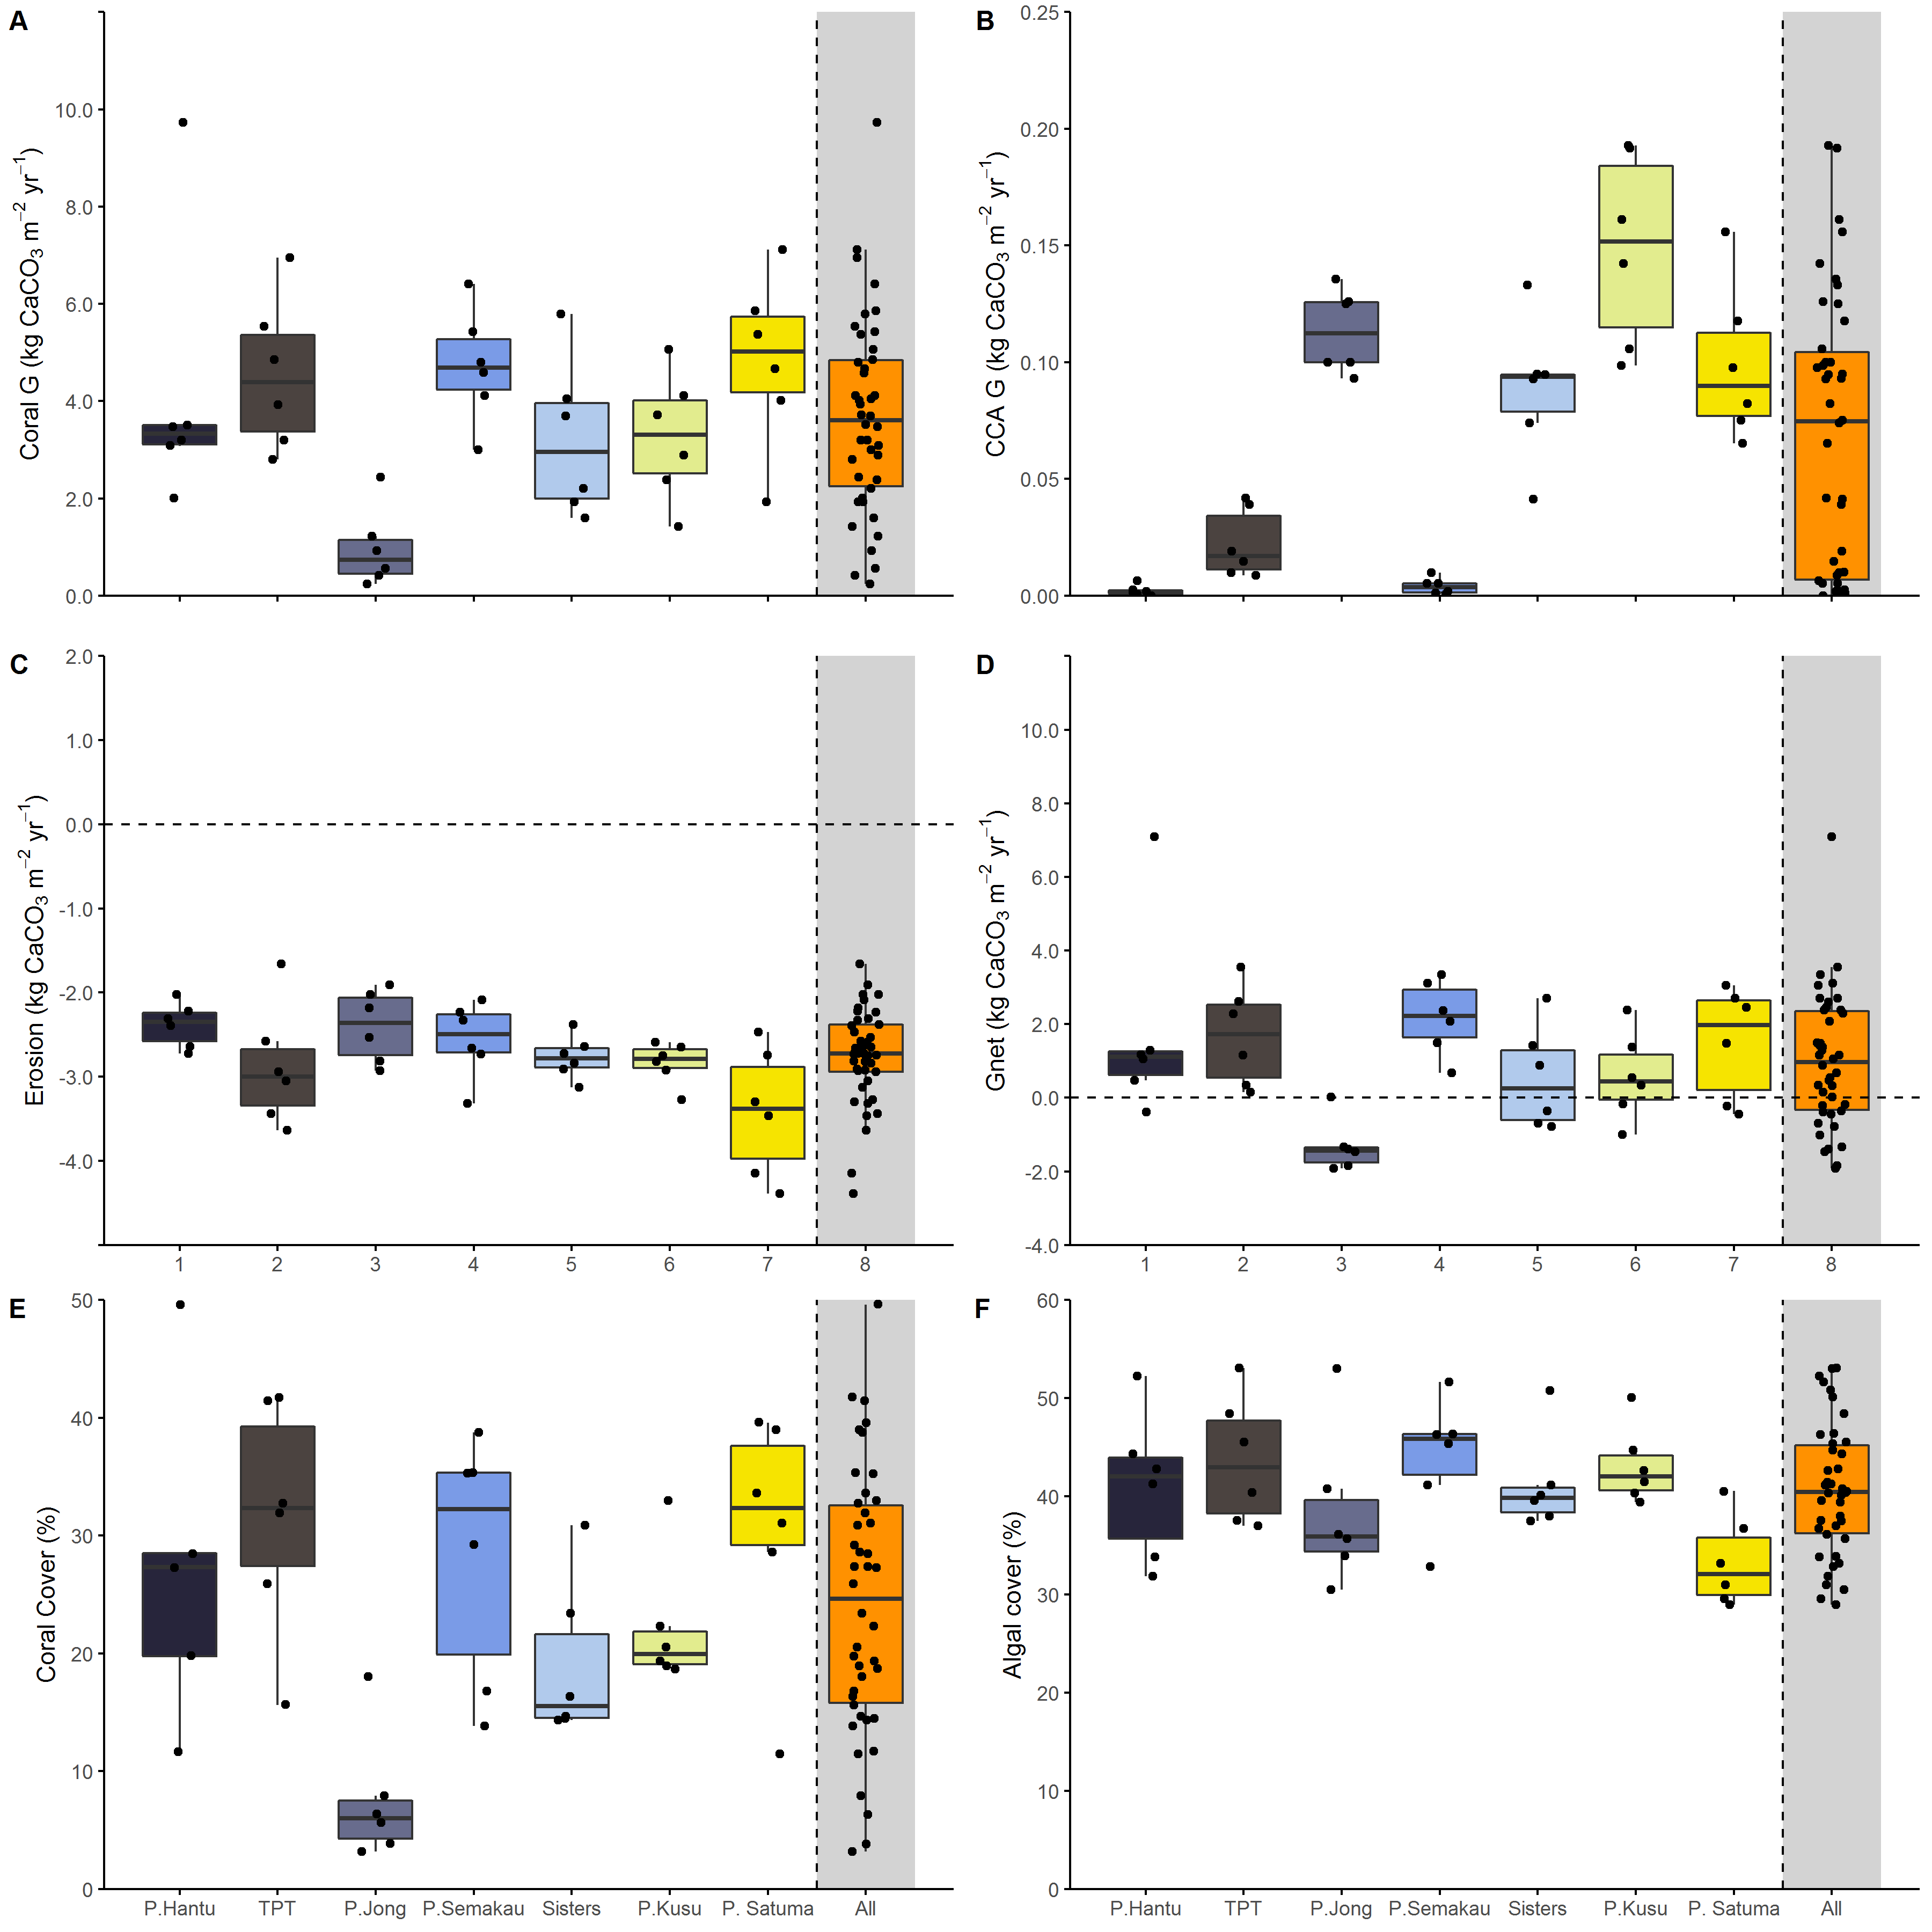 A
Coral G (kg CaCO₃ m⁻² yr⁻¹)
10.0
8.0
6.0
4.0
2.0
0.0
B
CCA G (kg CaCO₃ m⁻² yr⁻¹)
0.25
0.20
0.15
0.10
0.05
0.00
C
Erosion (kg CaCO₃ m⁻² yr⁻¹)
2.0
1.0
0.0
-1.0
-2.0
-3.0
-4.0
1 2 3 4 5 6 7 8
D
Gnet (kg CaCO₃ m⁻² yr⁻¹)
10.0
8.0
6.0
4.0
2.0
0.0
-2.0
-4.0
1 2 3 4 5 6 7 8
E
Coral Cover (%)
50
40
30
20
10
0
P.Hantu TPT P.Jong P.Semakau Sisters P.Kusu P. Satuma All
F
Algal cover (%)
60
50
40
30
20
10
0
P.Hantu TPT P.Jong P.Semakau Sisters P.Kusu P. Satuma All